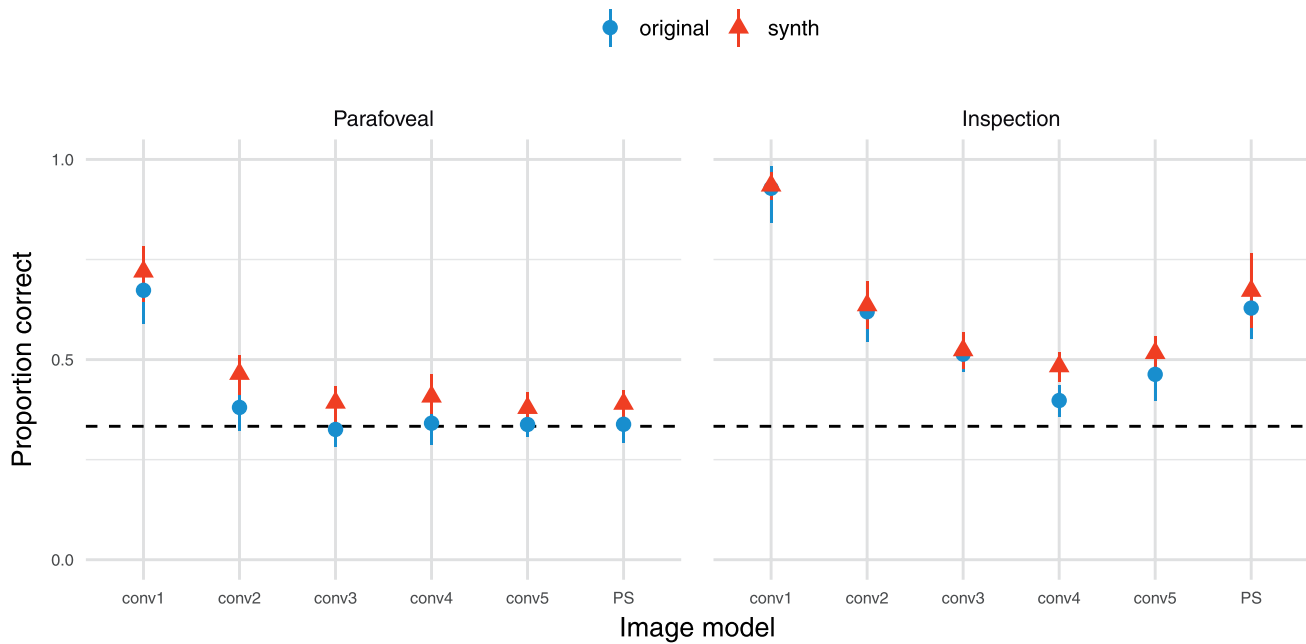 original synth
Parafoveal Inspection
Proportion correct
1.0
0.5
0.0
conv1 conv2 conv3 conv4 conv5 PS conv1 conv2 conv3 conv4 conv5 PS
Image model